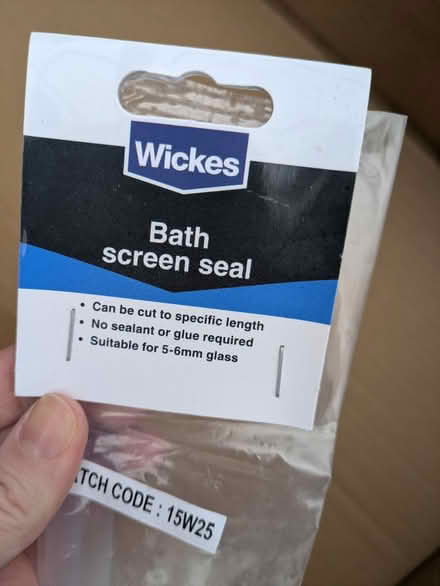 Wickes
Bath
screen seal
• Can be cut to specific length
• No sealant or glue required
• Suitable for 5-6mm glass
CODE : 15W25